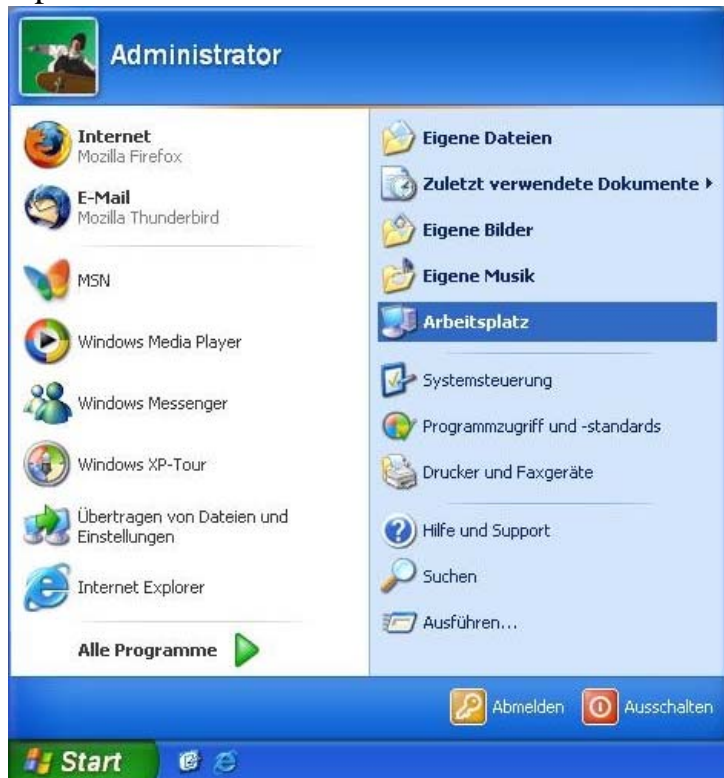 Administrator
Internet
Mozilla Firefox
E-Mail
Mozilla Thunderbird
MSN
Windows Media Player
Windows Messenger
Windows XP-Tour
Übertragen von Dateien und
Einstellungen
Internet Explorer
Alle Programme
Eigene Dateien
Zuletzt verwendete Dokumente
Eigene Bilder
Eigene Musik
Arbeitsplatz
Systemsteuerung
Programmzugriff und -standards
Drucker und Faxgeräte
Hilfe und Support
Suchen
Ausführen...
Abmelden
Ausschalten
Start